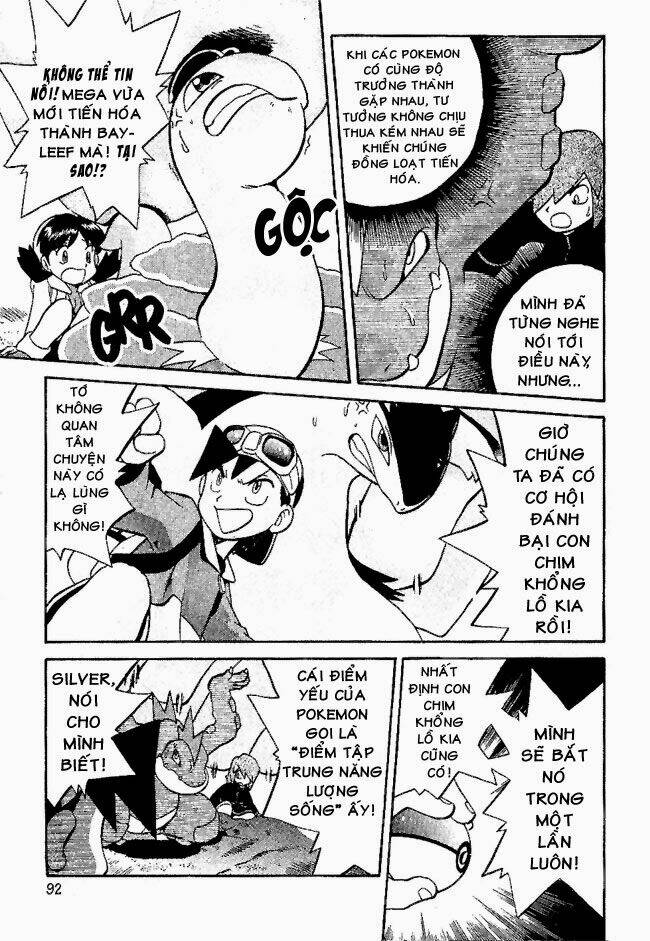 KHI CÁC POKEMON
CÓ CÙNG ĐỘ
TRƯỞNG THÀNH
GẶP NHAU, TƯ
TƯỞNG KHÔNG CHỊU
THUA KÉM NHAU SẼ
KHIẾN CHÚNG
ĐỒNG LOẠT TIẾN
HÓA.
MÌNH ĐÃ
TỪNG NGHE
NÓI TỚI
ĐIỀU NÀY,
NHƯNG...
KHÔNG THỂ TIN
NỔI! MEGA VỪA
MỚI TIẾN HÓA
THÀNH BAY-
LEEF MÀ! TẠI
SAO!?
GỘC
GRR
GIỜ
CHÚNG
TA ĐÃ CÓ
CƠ HỘI
ĐÁNH
BẠI CON
CHIM
KHỔNG
LỒ KIA
RỒI!
TỚ
KHÔNG
QUAN
TÂM
CHUYỆN
NÀY CÓ
LẠ LÙNG
GÌ
KHÔNG!
MÌNH
SẼ BẮT
NÓ
TRONG
MỘT
LẦN
LUÔN!
NHẤT
ĐỊNH CON
CHIM
KHỔNG
LỒ KIA
CŨNG
CÓ!
CÁI ĐIỂM
YẾU CỦA
POKEMON
GỌI LÀ
"ĐIỂM TẬP
TRUNG NĂNG
LƯỢNG
SỐNG" ẤY!
SILVER,
NÓI
CHO
MÌNH
BIẾT!
92